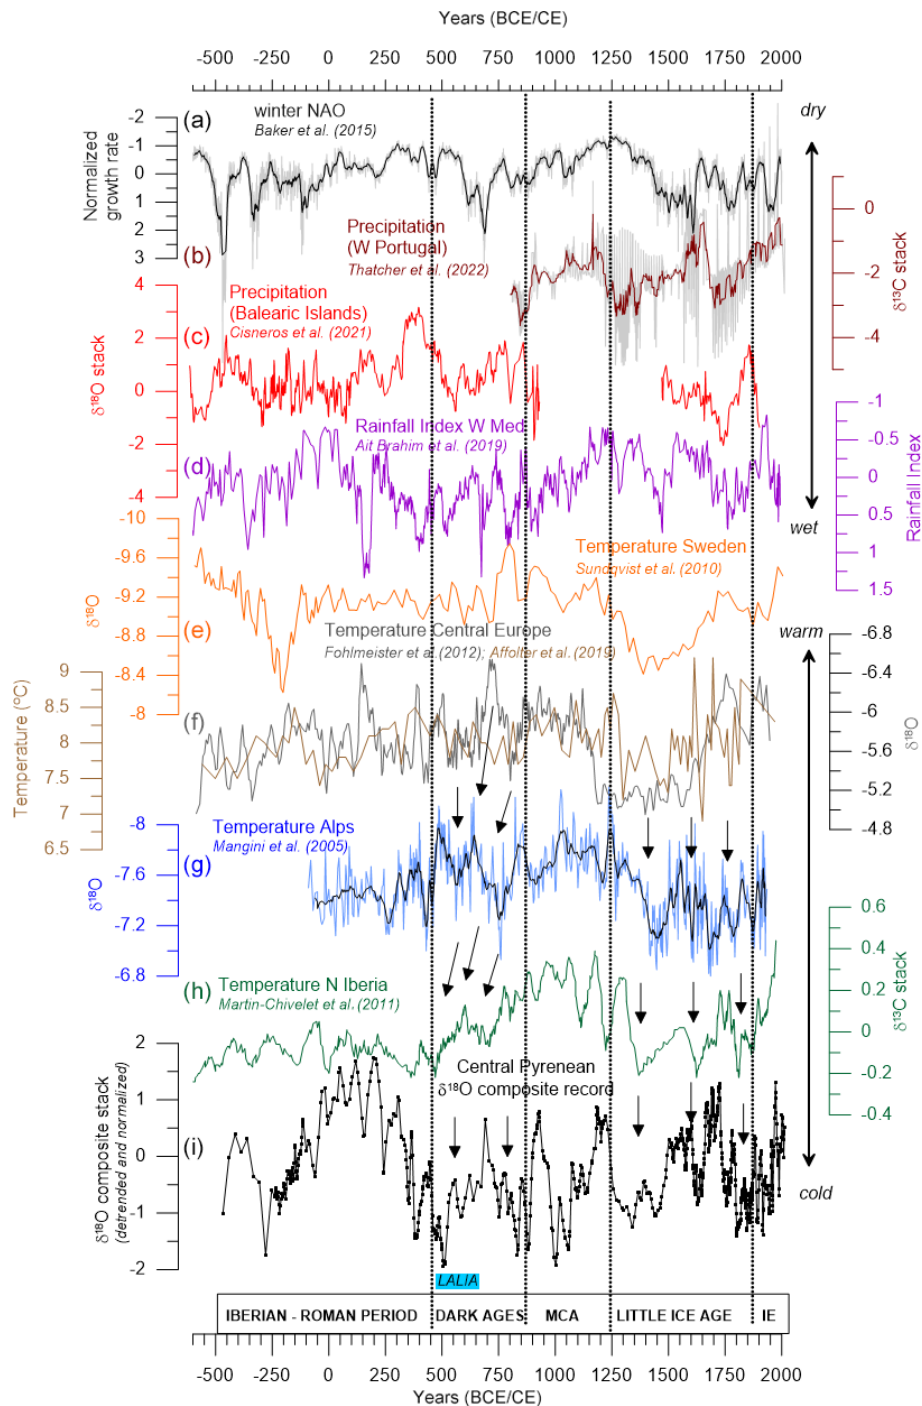 Years (BCE/CE)
-500 -250 0 250 500 750 1000 1250 1500 1750 2000
(a)
winter NAO
Baker et al. (2015)
dry
Normalized
growth rate
-2
-1
0
1
2
3
(b)
Precipitation
(W Portugal)
Thatcher et al. (2022)
0
-2
-4
δ¹³C stack
(c)
Precipitation
(Balearic Islands)
Cisneros et al. (2021)
δ¹⁸O stack
4
2
0
-2
-4
(d)
Rainfall Index W Med
Ait Brahim et al. (2019)
-1
-0.5
0
0.5
1
1.5
Rainfall Index
wet
(e)
Temperature Sweden
Sundqvist et al. (2010)
δ¹⁸O
-10
-9.6
-9.2
-8.8
-8.4
-8
warm
(f)
Temperature Central Europe
Fohlmeister et al. (2012); Affolter et al. (2019)
Temperature (ºC)
9
8.5
8
7.5
7
6.5
-6.8
-6.4
-6
-5.6
-5.2
-4.8
δ¹⁸O
(g)
Temperature Alps
Mangini et al. (2005)
δ¹⁸O
-8
-7.6
-7.2
-6.8
(h)
Temperature N Iberia
Martin-Chivelet et al. (2011)
0.6
0.4
0.2
0
-0.2
-0.4
δ¹³C stack
(i)
Central Pyrenean
δ¹⁸O composite record
δ¹⁸O composite stack
(detrended and normalized)
2
1
0
-1
-2
cold
LALIA
IBERIAN - ROMAN PERIOD DARK AGES MCA LITTLE ICE AGE IE
-500 -250 0 250 500 750 1000 1250 1500 1750 2000
Years (BCE/CE)